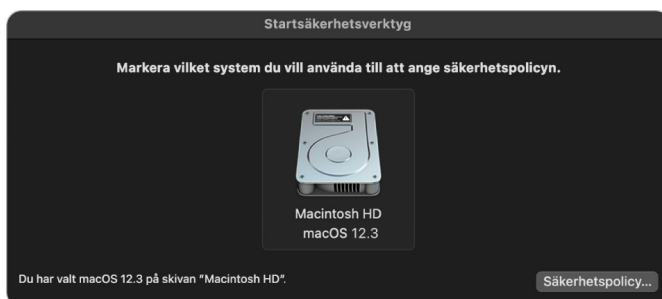 Startsäkerhetsverktyg
Markera vilket system du vill använda till att ange säkerhetspolicyn.
Macintosh HD
macOS 12.3
Du har valt macOS 12.3 på skivan ”Macintosh HD”.
Säkerhetspolicy...